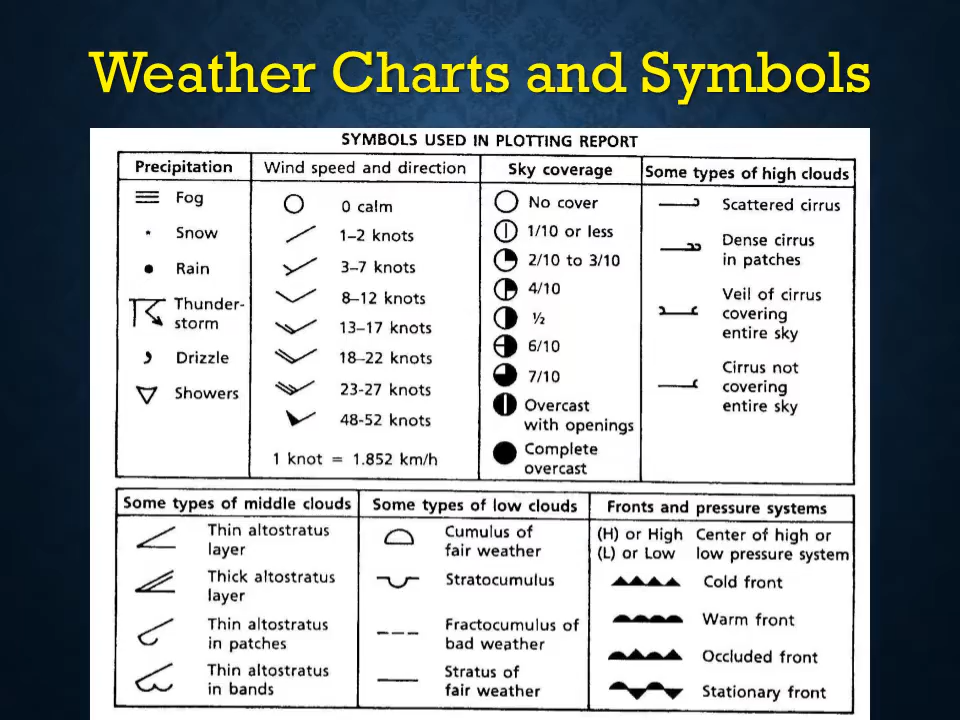 Weather Charts and Symbols
SYMBOLS USED IN PLOTTING REPORT
Precipitation
Fog
Snow
Rain
Thunder-
storm
Drizzle
Showers
Wind speed and direction
0 calm
1–2 knots
3–7 knots
8–12 knots
13–17 knots
18–22 knots
23-27 knots
48-52 knots
1 knot = 1.852 km/h
Sky coverage
No cover
1/10 or less
2/10 to 3/10
4/10
½
6/10
7/10
Overcast
with openings
Complete
overcast
Some types of high clouds
Scattered cirrus
Dense cirrus
in patches
Veil of cirrus
covering
entire sky
Cirrus not
covering
entire sky
Some types of middle clouds
Thin altostratus
layer
Thick altostratus
layer
Thin altostratus
in patches
Thin altostratus
in bands
Some types of low clouds
Cumulus of
fair weather
Stratocumulus
Fractocumulus of
bad weather
Stratus of
fair weather
Fronts and pressure systems
(H) or High Center of high or
(L) or Low low pressure system
Cold front
Warm front
Occluded front
Stationary front